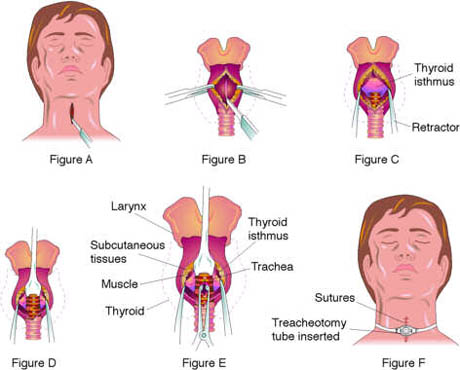 Figure A
Figure B
Thyroid
isthmus
Retractor
Figure C
Figure D
Larynx
Subcutaneous
tissues
Muscle
Thyroid
Thyroid
isthmus
Trachea
Figure E
Sutures
Treacheotomy
tube inserted
Figure F